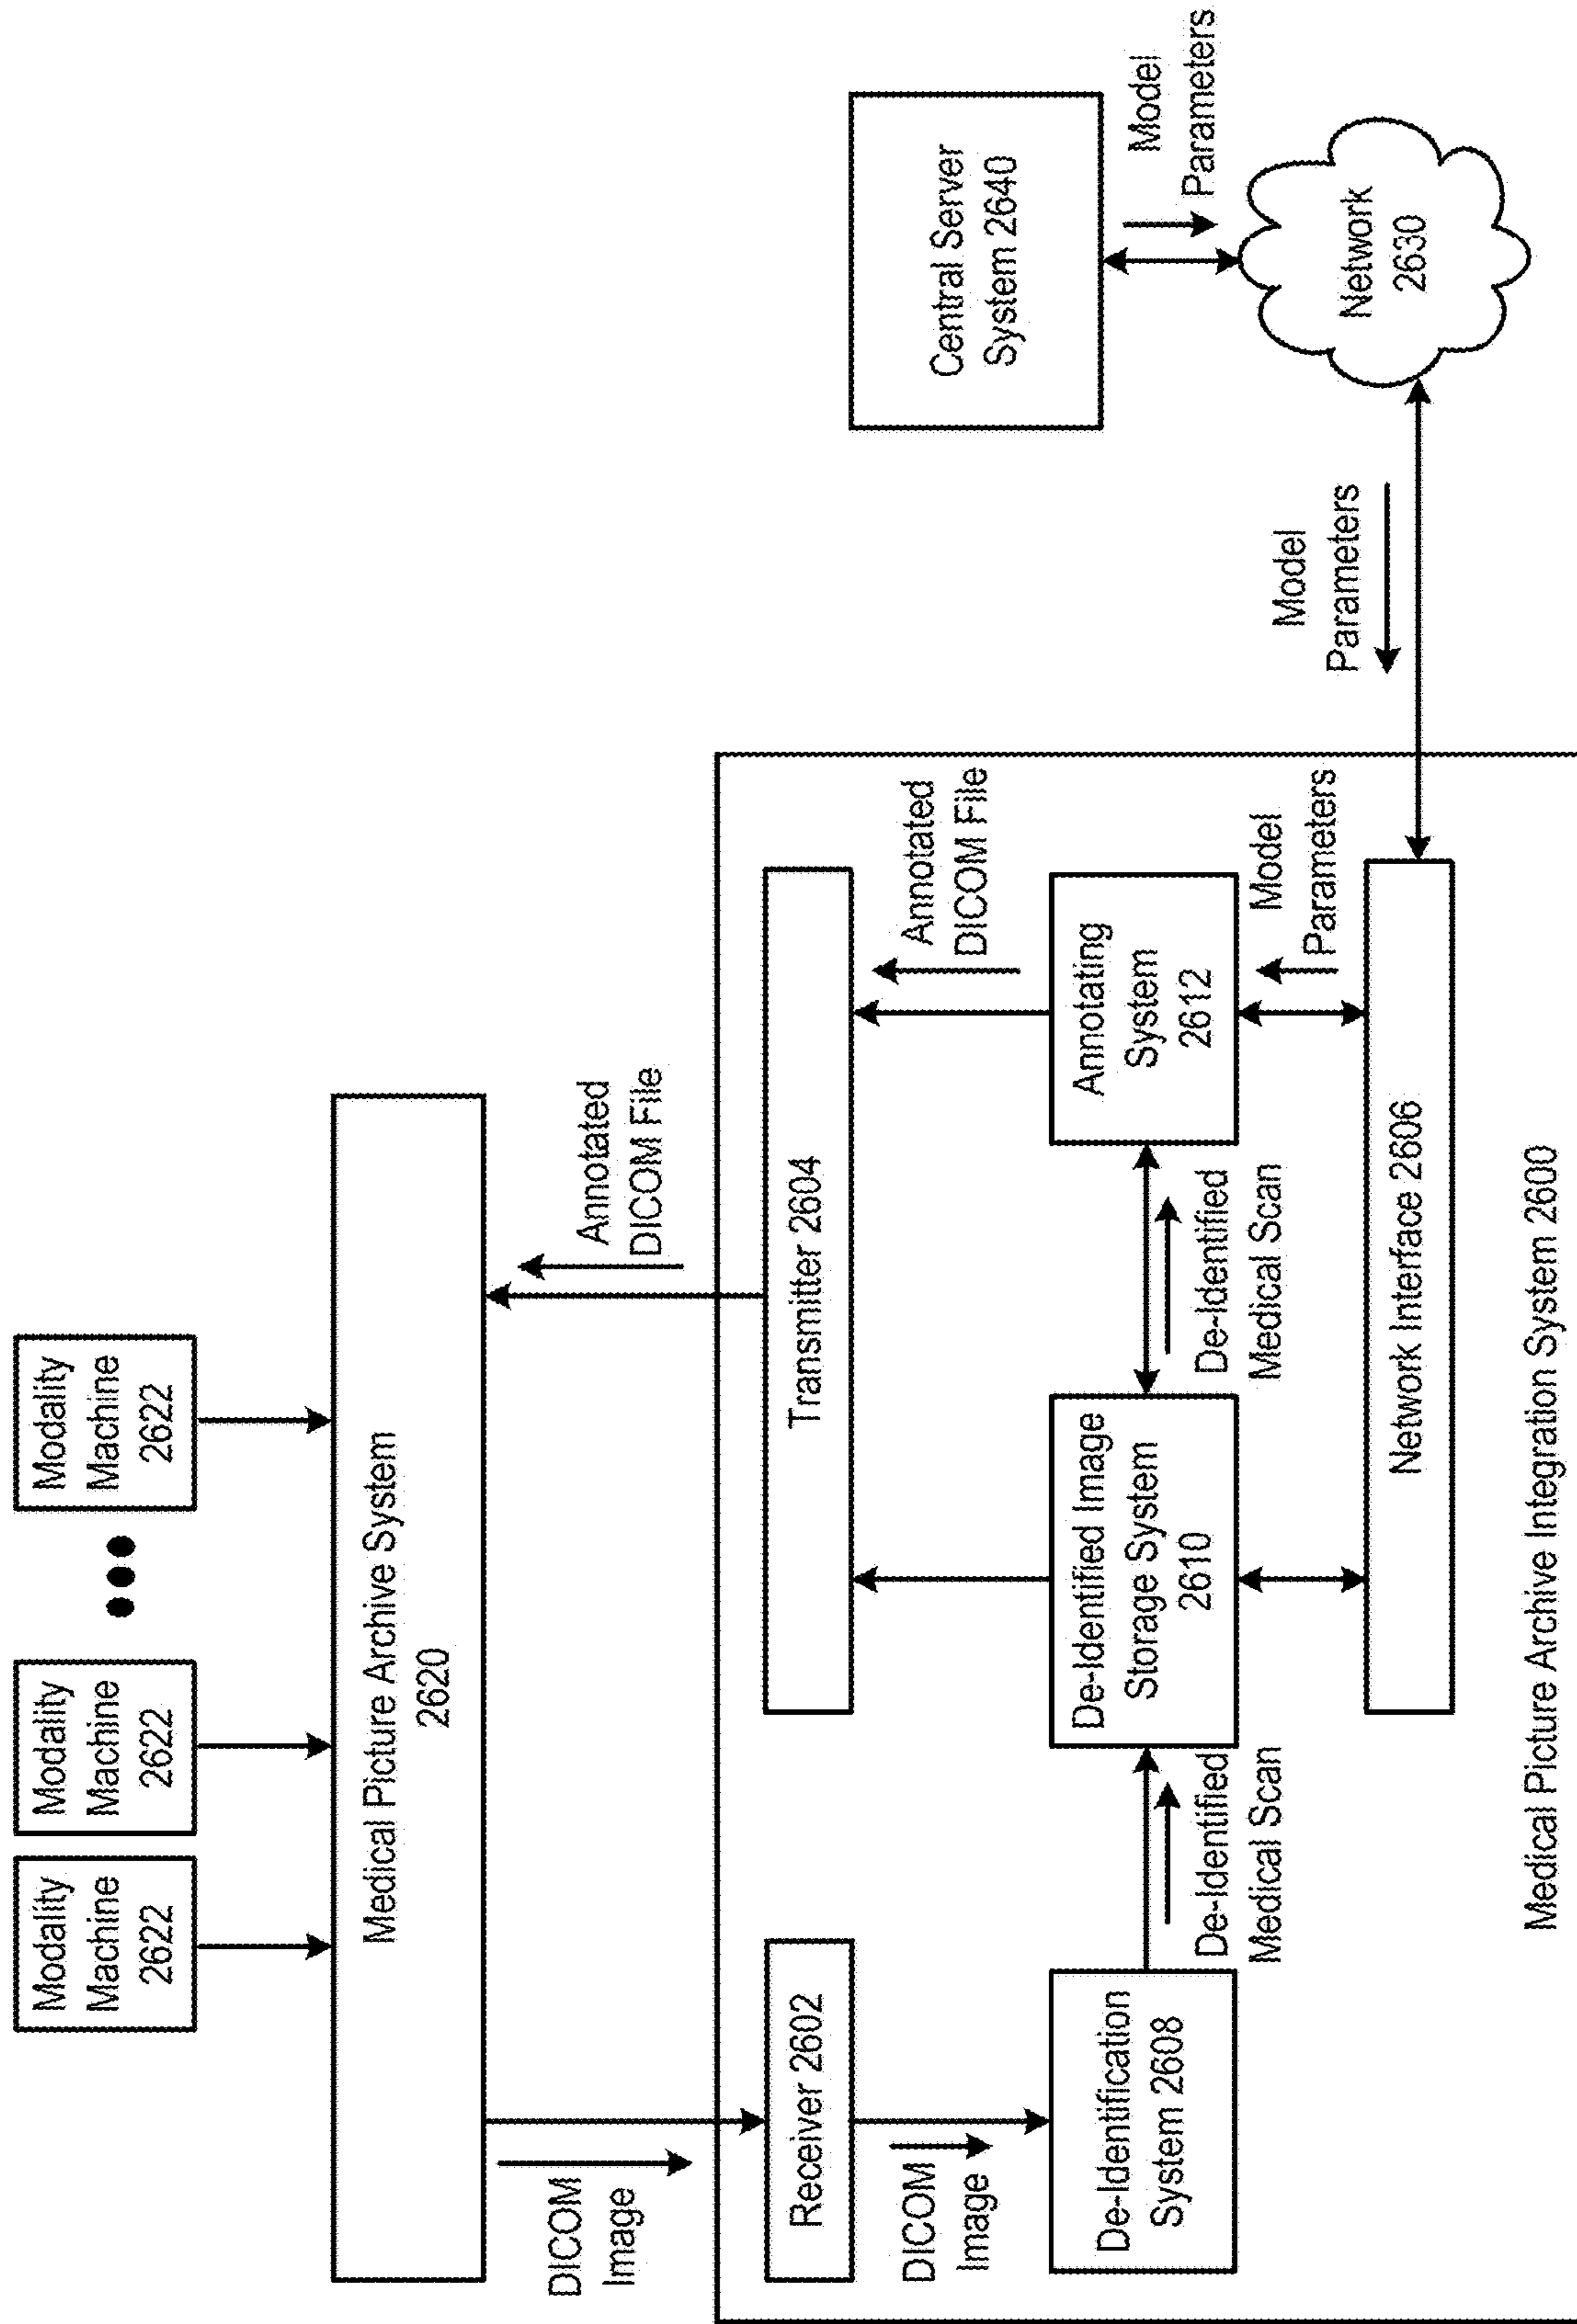 Modality
Machine
2622
Modality
Machine
2622
Modality
Machine
2622
Medical Picture Archive System
2620
DICOM
Image
Annotated
DICOM File
Receiver 2602
Transmitter 2604
DICOM
Image
Annotated
DICOM File
De-Identification
System 2608
De-Identified
Medical Scan
De-Identified Image
Storage System
2610
De-Identified
Medical Scan
Annotating
System
2612
Model
Parameters
Network Interface 2606
Medical Picture Archive Integration System 2600
Model
Parameters
Central Server
System 2640
Model
Parameters
Network
2630